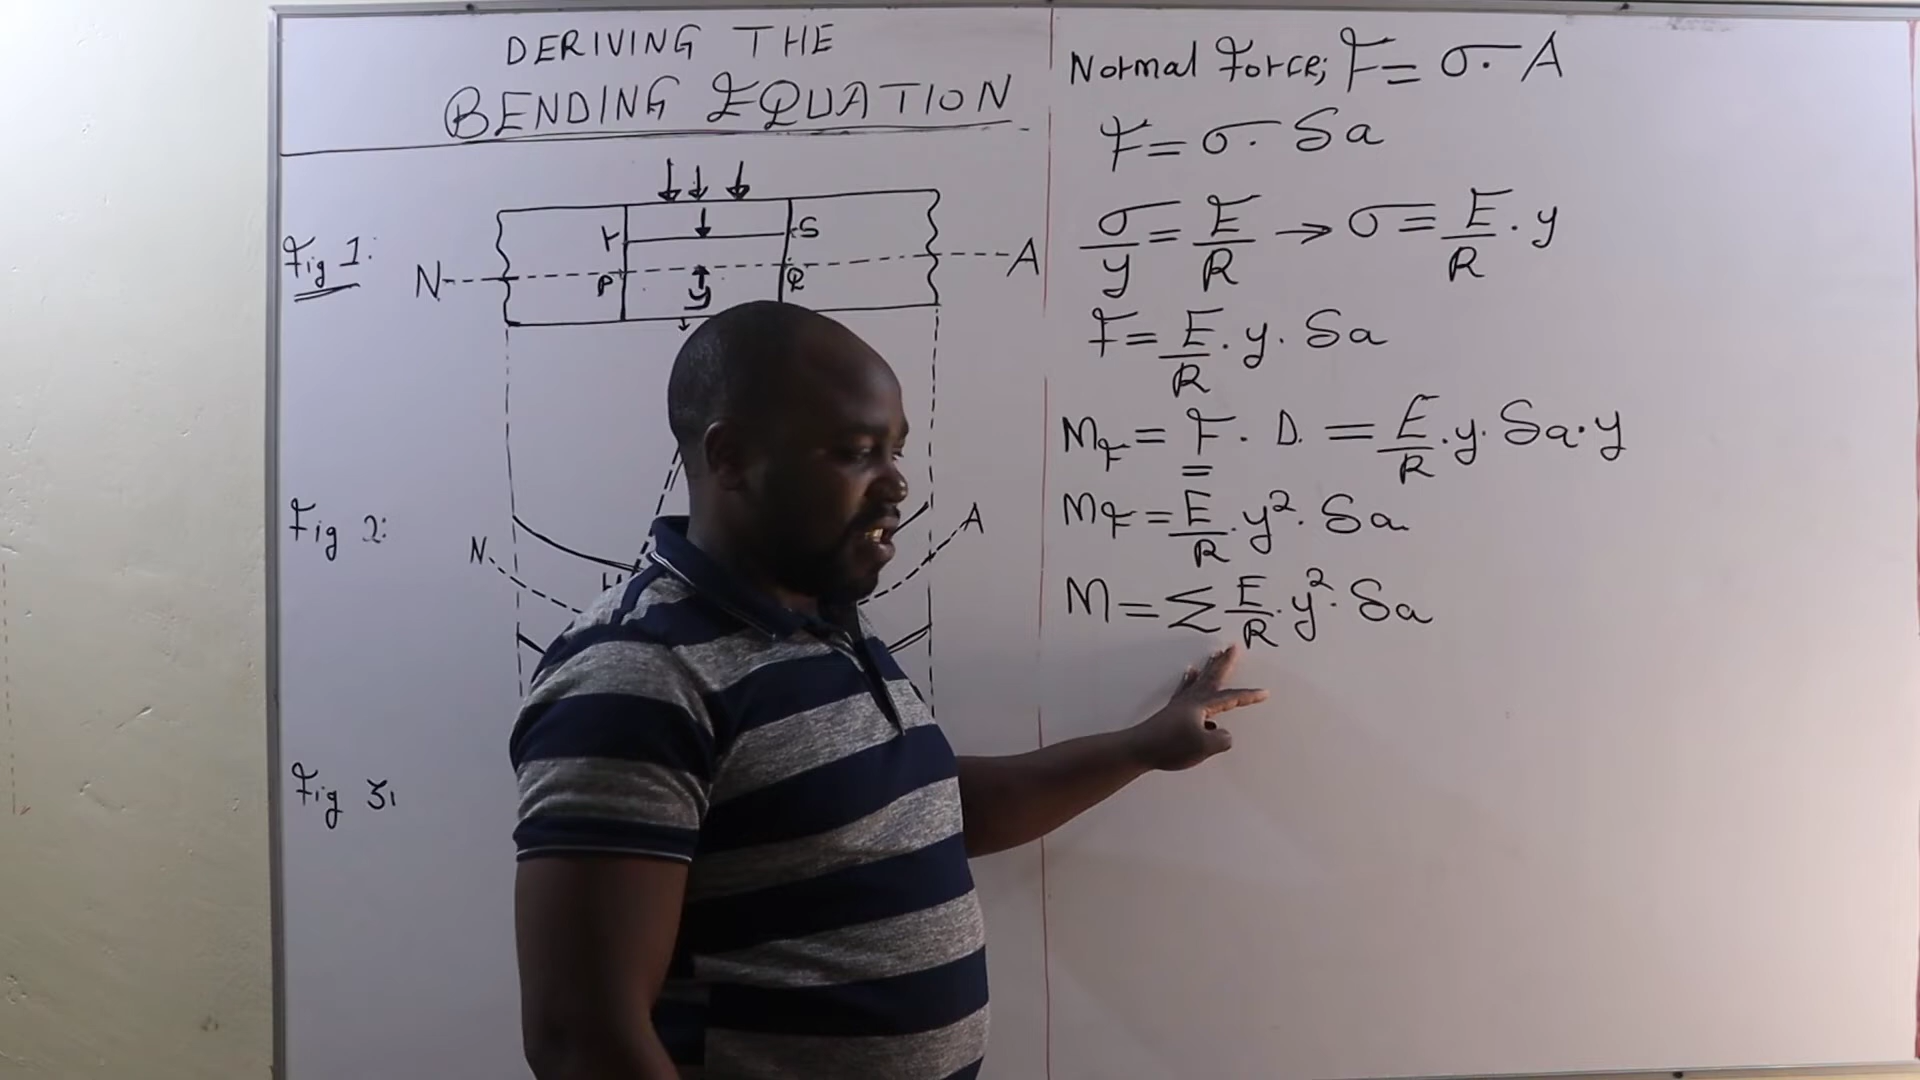 DERIVING THE
BENDING EQUATION
Fig 1:
r S
N A
P Q
y
Fig 2:
N A
Fig 3:
Normal Force; F = σ. A
F = σ. δa
σ/y = E/R → σ = E/R . y
F = E/R . y. δa
MF = F. D. = E/R . y. δa. y
MF = E/R . y². δa
M = Σ E/R . y². δa